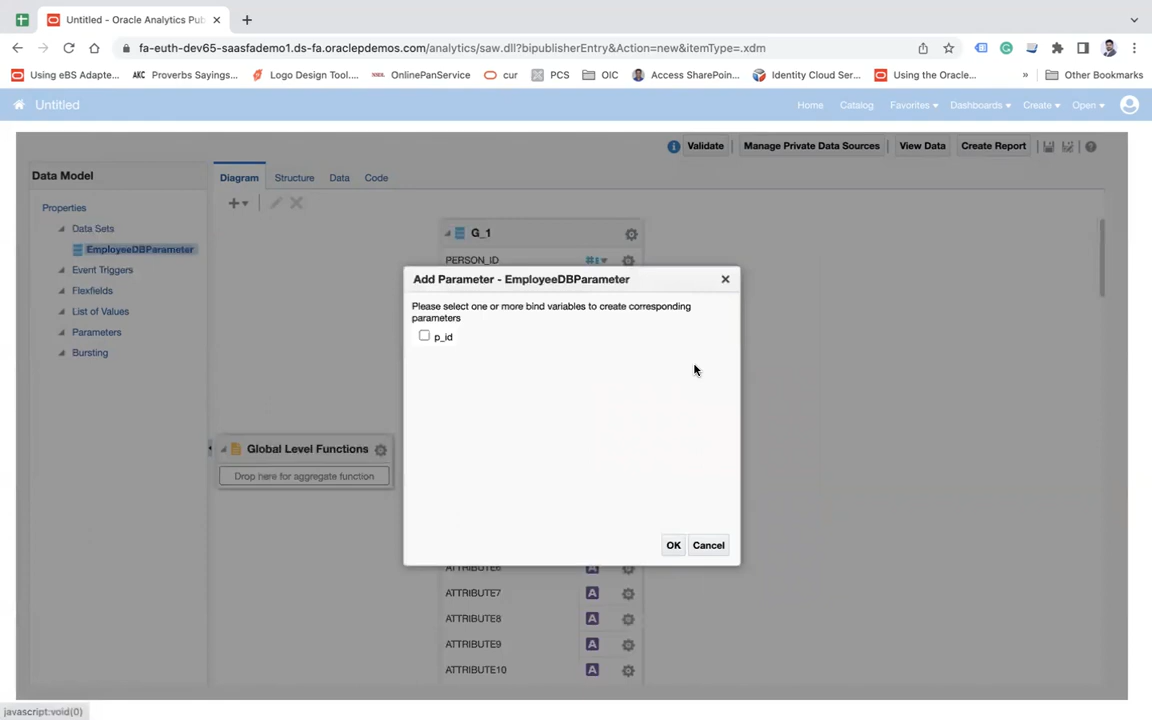 Untitled - Oracle Analytics Pub
fa-euth-dev65-saasfademo1.ds-fa.oraclepdemos.com/analytics/saw.dll?bipublisherEntry&Action=new&itemType=.xdm
Using eBS Adapte... AKC Proverbs Sayings... Logo Design Tool.... OnlinePanService cur PCS OIC Access SharePoin... Identity Cloud Ser... Using the Oracle... » Other Bookmarks
Untitled Home Catalog Favorites Dashboards Create Open
Validate Manage Private Data Sources View Data Create Report
Data Model
Diagram Structure Data Code
Properties
Data Sets
EmployeeDBParameter
Event Triggers
Flexfields
List of Values
Parameters
Bursting
G_1
PERSON_ID
Add Parameter - EmployeeDBParameter
Please select one or more bind variables to create corresponding
parameters
p_id
OK Cancel
Global Level Functions
Drop here for aggregate function
ATTRIBUTE6 A
ATTRIBUTE7 A
ATTRIBUTE8 A
ATTRIBUTE9 A
ATTRIBUTE10 A
javascript:void(0)